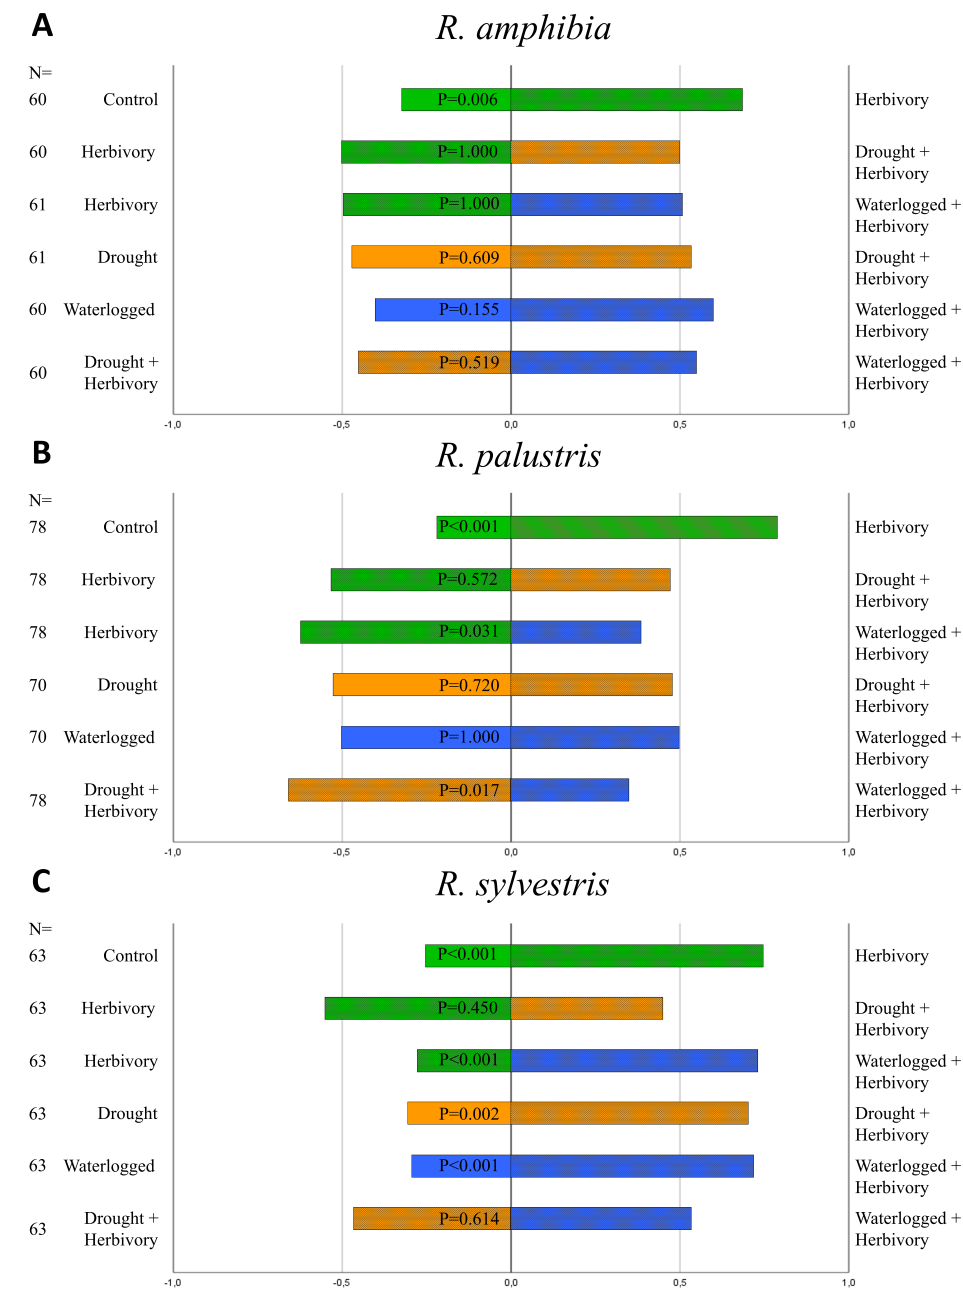 A
R. amphibia
N=
60 Control P=0.006 Herbivory
60 Herbivory P=1.000 Drought +
Herbivory
61 Herbivory P=1.000 Waterlogged +
Herbivory
61 Drought P=0.609 Drought +
Herbivory
60 Waterlogged P=0.155 Waterlogged +
Herbivory
60 Drought + P=0.519 Waterlogged +
Herbivory Herbivory
-1,0 -0,5 0,0 0,5 1,0
B
R. palustris
N=
78 Control P<0.001 Herbivory
78 Herbivory P=0.572 Drought +
Herbivory
78 Herbivory P=0.031 Waterlogged +
Herbivory
70 Drought P=0.720 Drought +
Herbivory
70 Waterlogged P=1.000 Waterlogged +
Herbivory
78 Drought + P=0.017 Waterlogged +
Herbivory Herbivory
-1,0 -0,5 0,0 0,5 1,0
C
R. sylvestris
N=
63 Control P<0.001 Herbivory
63 Herbivory P=0.450 Drought +
Herbivory
63 Herbivory P<0.001 Waterlogged +
Herbivory
63 Drought P=0.002 Drought +
Herbivory
63 Waterlogged P<0.001 Waterlogged +
Herbivory
63 Drought + P=0.614 Waterlogged +
Herbivory Herbivory
-1,0 -0,5 0,0 0,5 1,0